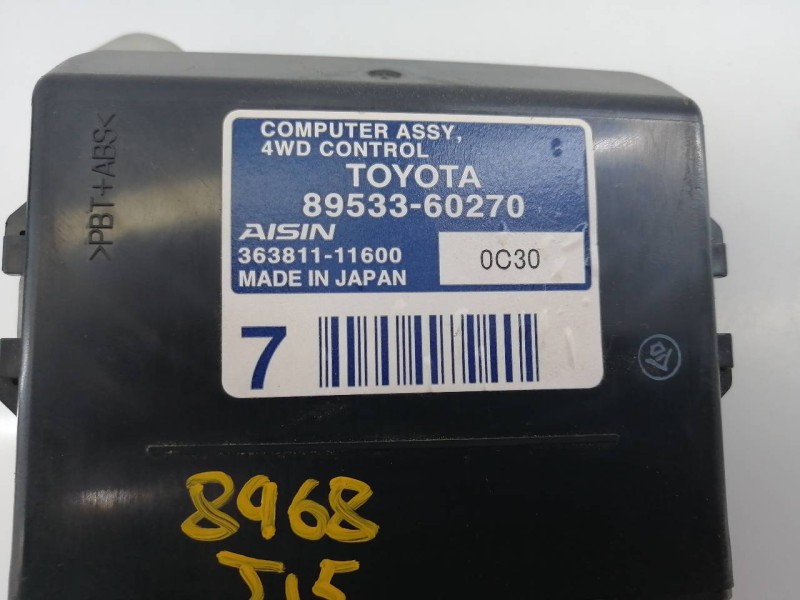 >PBT+ABS<
COMPUTER ASSY,
4WD CONTROL
TOYOTA
89533-60270
AISIN
363811-11600
0C30
MADE IN JAPAN
7
8968
J15